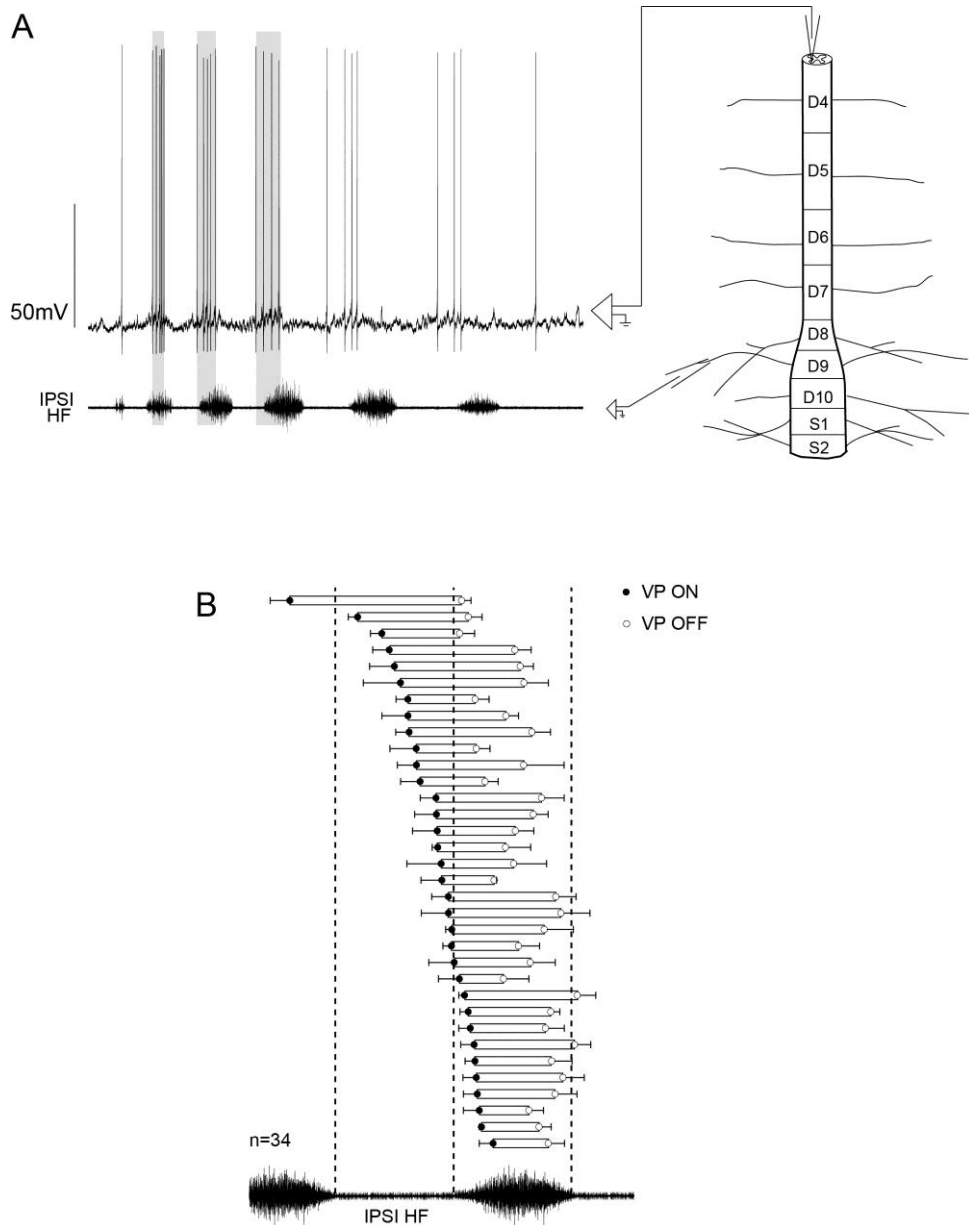 A
50mV
IPSI
HF
D4
D5
D6
D7
D8
D9
D10
S1
S2
B
VP ON
VP OFF
n=34
IPSI HF